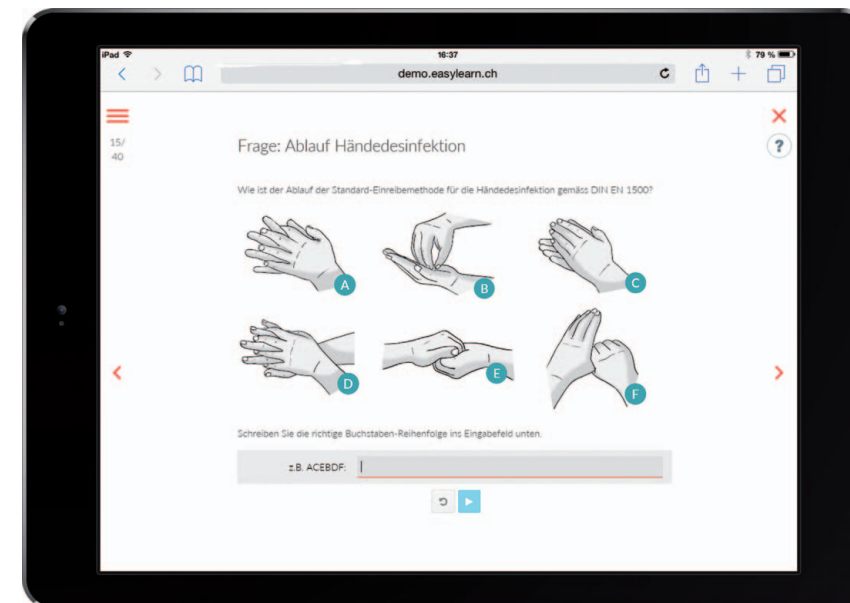 iPad 16:37 79 %
demo.easylearn.ch
15/
40
?
Frage: Ablauf Händedesinfektion
Wie ist der Ablauf der Standard-Einreibemethode für die Händedesinfektion gemäss DIN EN 1500?
A
B
C
D
E
F
Schreiben Sie die richtige Buchstaben-Reihenfolge ins Eingabefeld unten.
z.B. ACEBDF: